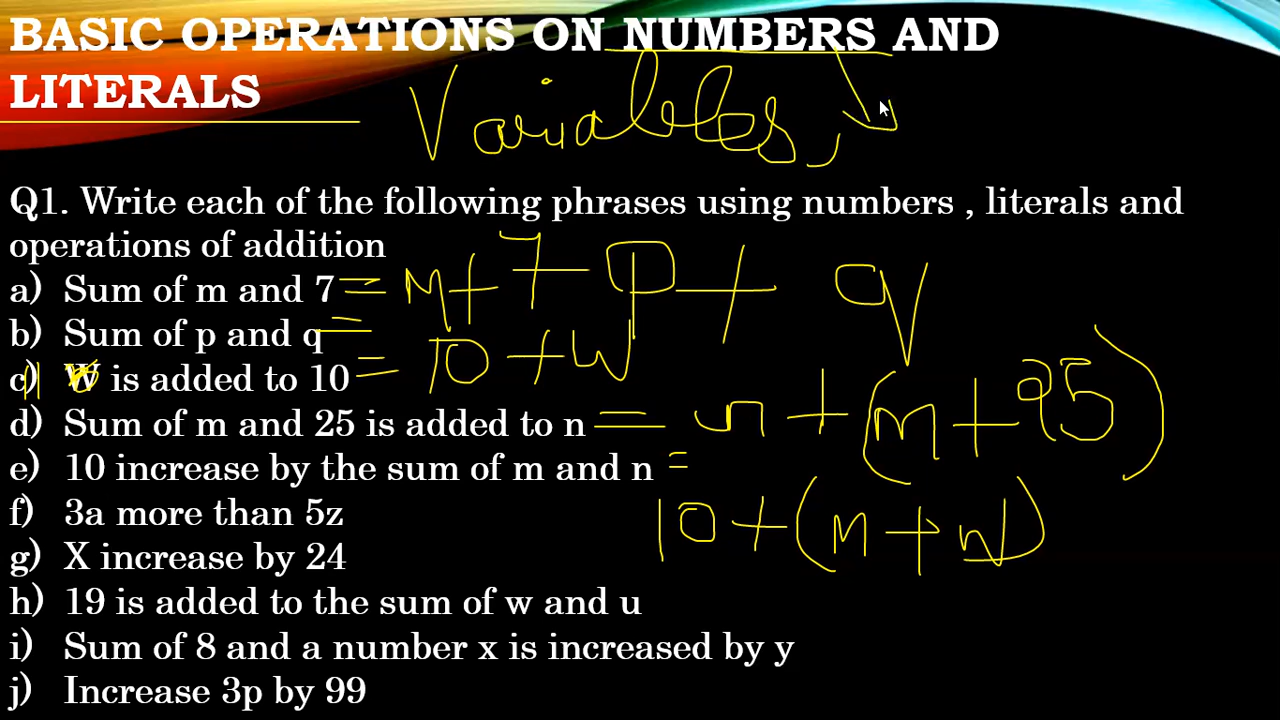 BASIC OPERATIONS ON NUMBERS AND
LITERALS
Variables,
Q1. Write each of the following phrases using numbers , literals and
operations of addition
a) Sum of m and 7 = m+7
b) Sum of p and q = p + q
c) W is added to 10 = 10 + w
d) Sum of m and 25 is added to n = n + (m + 25)
e) 10 increase by the sum of m and n =
10 + (m + n)
f) 3a more than 5z
g) X increase by 24
h) 19 is added to the sum of w and u
i) Sum of 8 and a number x is increased by y
j) Increase 3p by 99